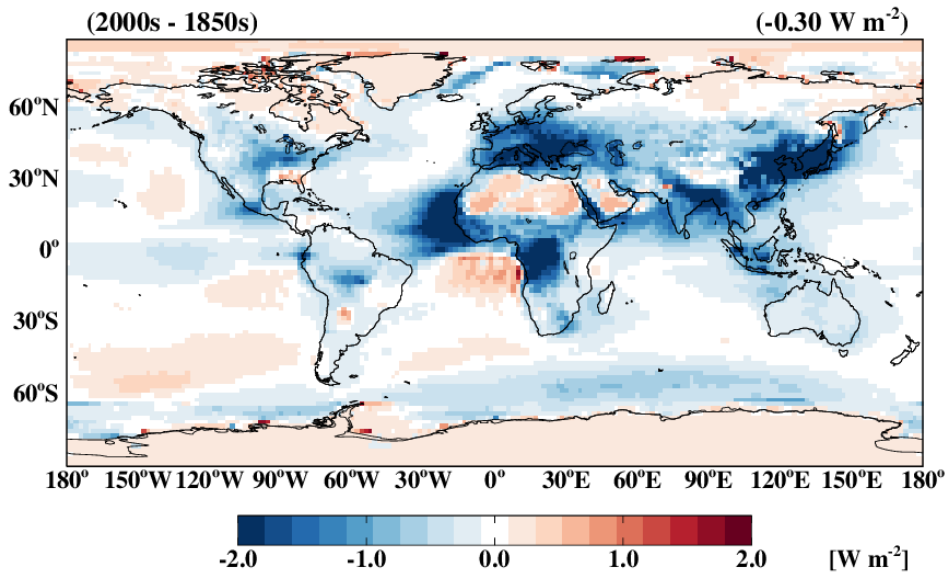 (2000s - 1850s) (-0.30 W m⁻²)
60ºN
30ºN
0º
30ºS
60ºS
180º 150ºW 120ºW 90ºW 60ºW 30ºW 0º 30ºE 60ºE 90ºE 120ºE 150ºE 180º
-2.0 -1.0 0.0 1.0 2.0 [W m⁻²]